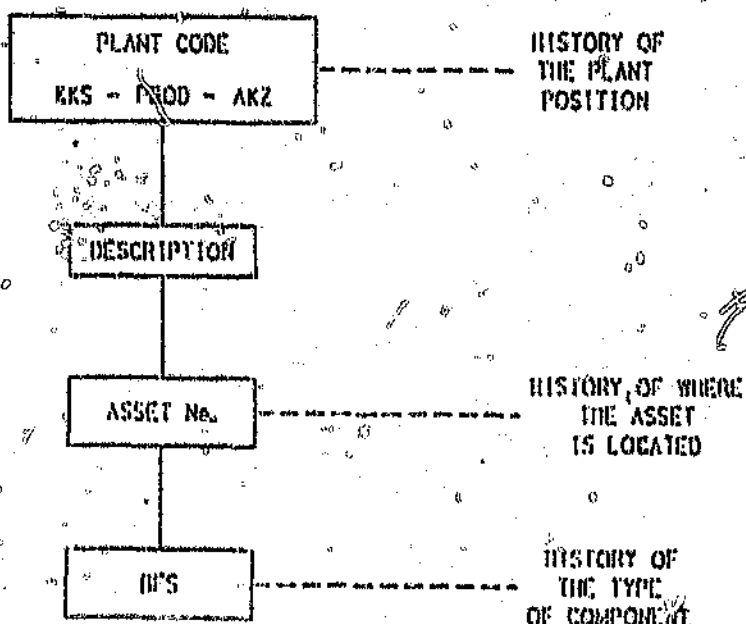 PLANT CODE
KKS - PROD - AKZ
HISTORY OF
THE PLANT
POSITION
DESCRIPTION
ASSET No.
HISTORY OF WHERE
THE ASSET
IS LOCATED
HISTORY OF
THE TYPE
OF COMPONENT